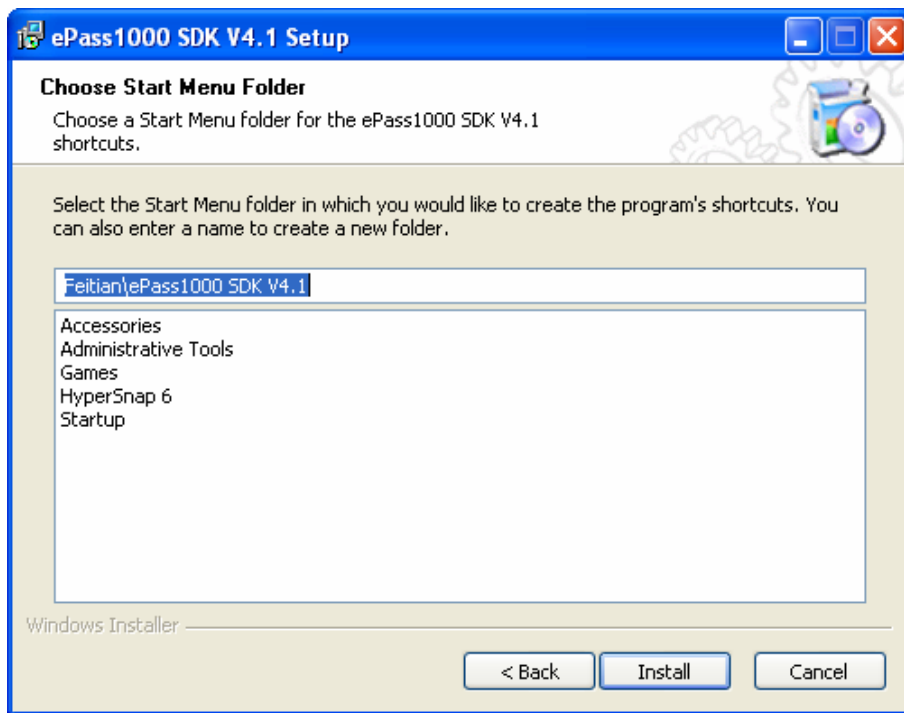 ePass1000 SDK V4.1 Setup
Choose Start Menu Folder
Choose a Start Menu folder for the ePass1000 SDK V4.1
shortcuts.
Select the Start Menu folder in which you would like to create the program's shortcuts. You
can also enter a name to create a new folder.
Feitian\ePass1000 SDK V4.1
Accessories
Administrative Tools
Games
HyperSnap 6
Startup
Windows Installer
< Back Install Cancel